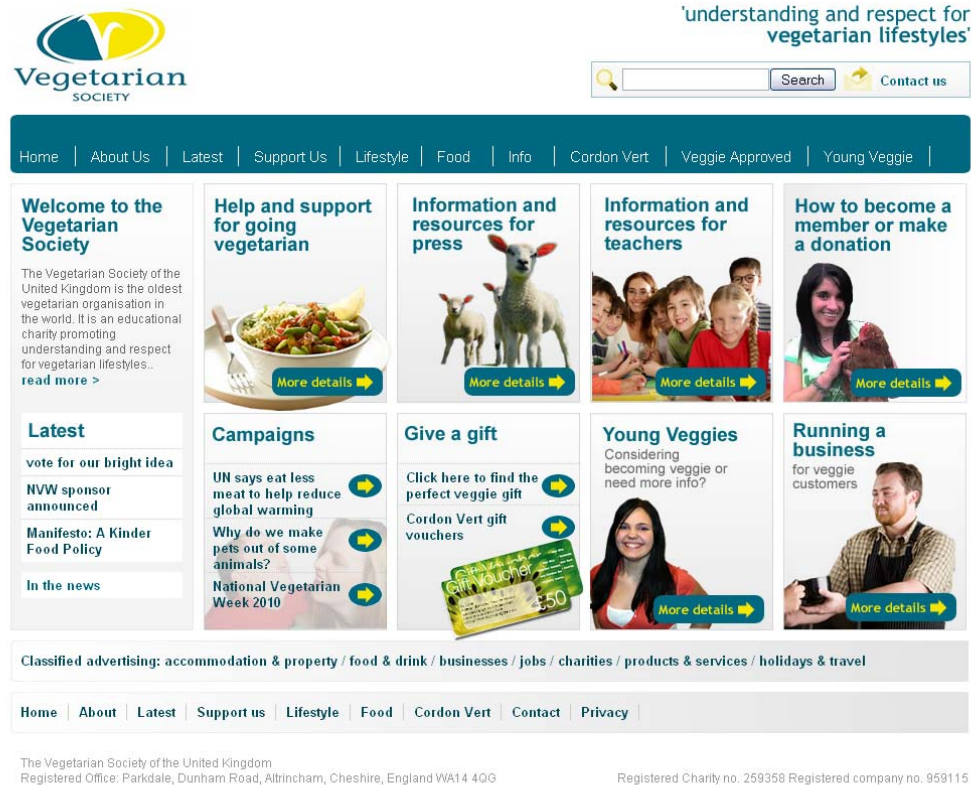 'understanding and respect for
vegetarian lifestyles'
Vegetarian
SOCIETY
Search
Contact us
Home
About Us
Latest
Support Us
Lifestyle
Food
Info
Cordon Vert
Veggie Approved
Young Veggie
Welcome to the
Vegetarian
Society
The Vegetarian Society of the
United Kingdom is the oldest
vegetarian organisation in
the world. It is an educational
charity promoting
understanding and respect
for vegetarian lifestyles..
read more >
Latest
vote for our bright idea
NVW sponsor
announced
Manifesto: A Kinder
Food Policy
In the news
Help and support
for going
vegetarian
More details
Information and
resources for
press
More details
Information and
resources for
teachers
More details
How to become a
member or make
a donation
More details
Campaigns
UN says eat less
meat to help reduce
global warming
Why do we make
pets out of some
animals?
National Vegetarian
Week 2010
Give a gift
Click here to find the
perfect veggie gift
Cordon Vert gift
vouchers
Gift Voucher
£50
Young Veggies
Considering
becoming veggie or
need more info?
More details
Running a
business
for veggie
customers
More details
Classified advertising: accommodation & property / food & drink / businesses / jobs / charities / products & services / holidays & travel
Home
About
Latest
Support us
Lifestyle
Food
Cordon Vert
Contact
Privacy
The Vegetarian Society of the United Kingdom
Registered Office: Parkdale, Dunham Road, Altrincham, Cheshire, England WA14 4QG
Registered Charity no. 259358 Registered company no. 959115